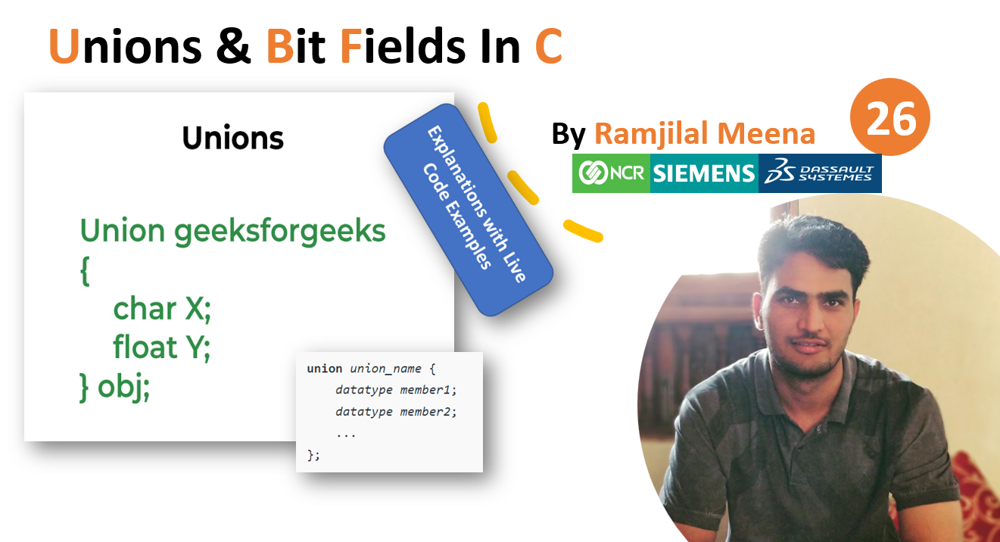 Unions & Bit Fields In C
Unions
Union geeksforgeeks
{
char X;
float Y;
} obj;
Explanations with Live
Code Examples
union union_name {
datatype member1;
datatype member2;
...
};
By Ramjilal Meena
26
NCR
SIEMENS
3DS DASSAULT
SYSTEMES